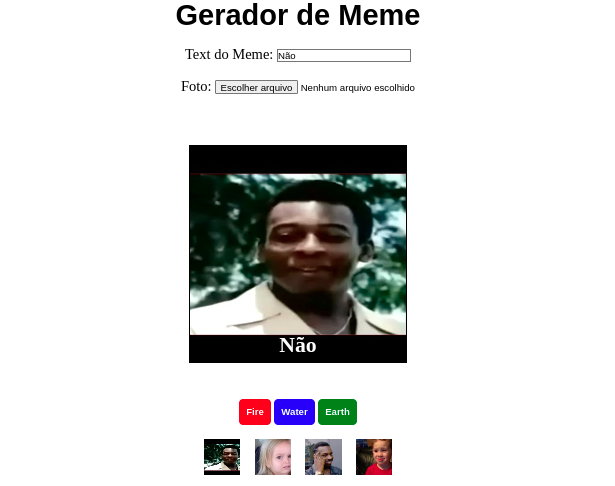 Gerador de Meme
Text do Meme: Não
Foto: Escolher arquivo Nenhum arquivo escolhido
Não
Fire Water Earth